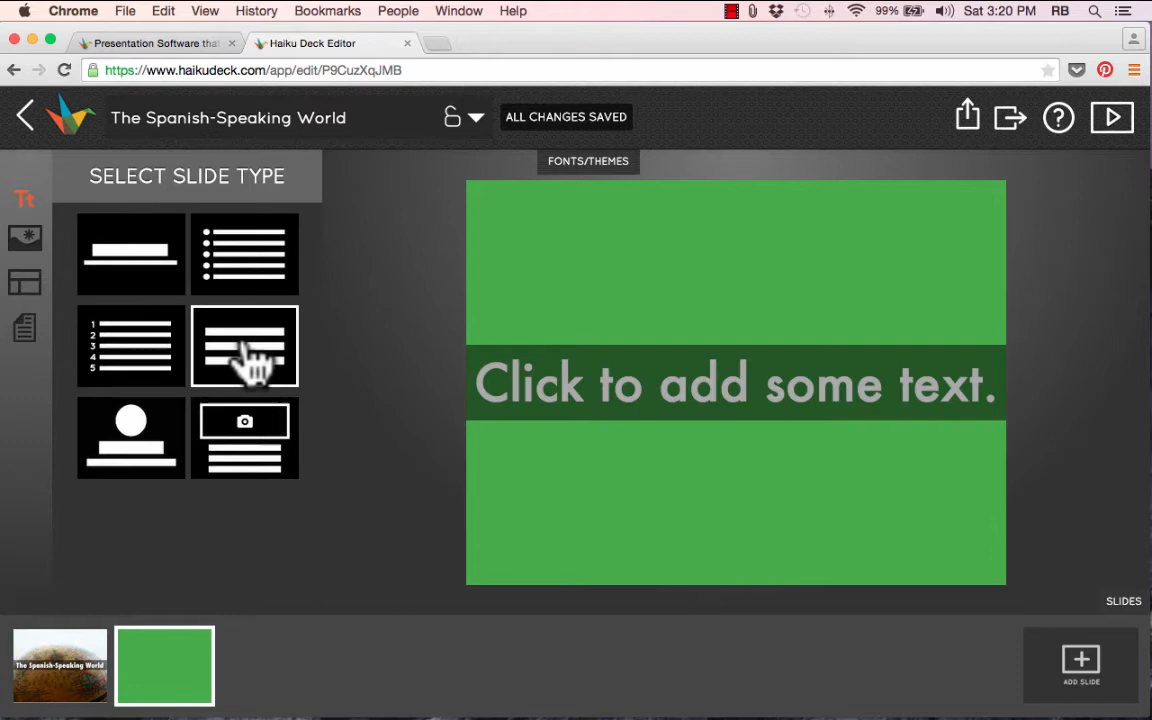 Chrome File Edit View History Bookmarks People Window Help 99% Sat 3:20 PM RB
Presentation Software that
Haiku Deck Editor
https://www.haikudeck.com/app/edit/P9CuzXqJMB
The Spanish-Speaking World
ALL CHANGES SAVED
?
FONTS/THEMES
Tt
SELECT SLIDE TYPE
1
2
3
4
5
Click to add some text.
SLIDES
The Spanish-Speaking World
ADD SLIDE